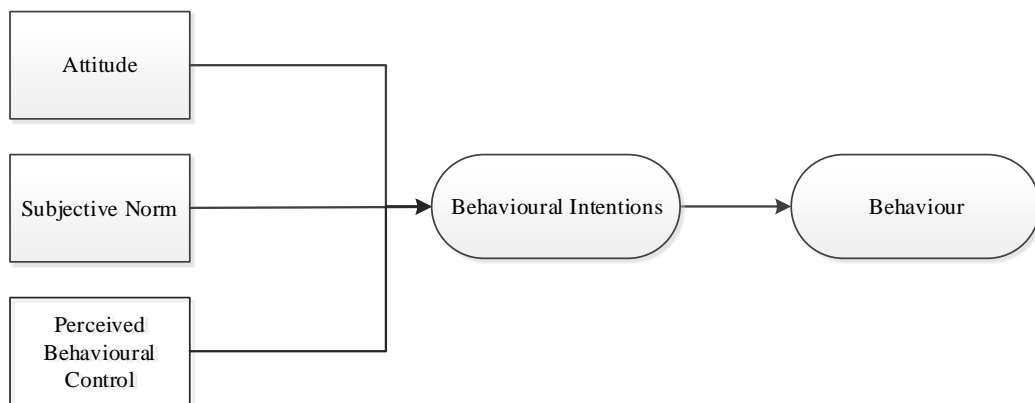 Attitude
Subjective Norm
Perceived
Behavioural
Control
Behavioural Intentions
Behaviour